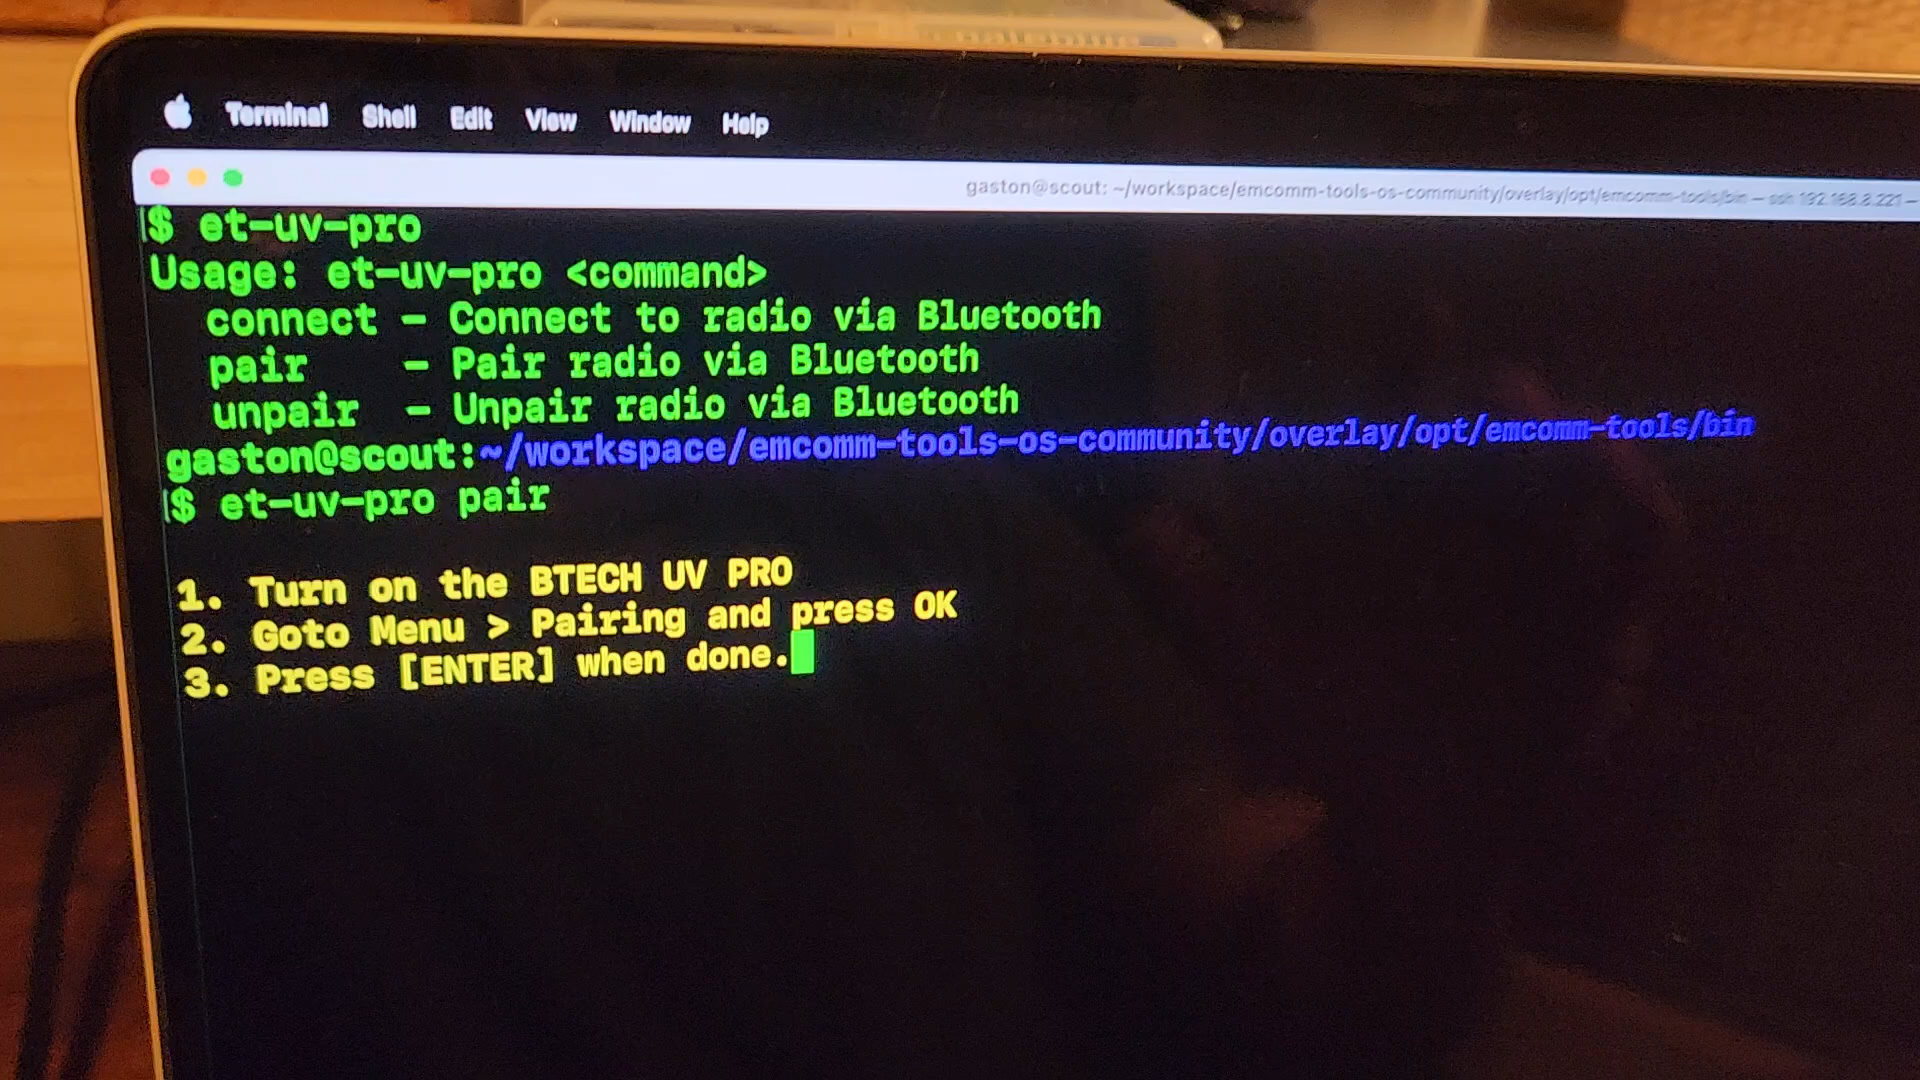 Terminal Shell Edit View Window Help
gaston@scout: ~/workspace/emcomm-tools-os-community/overlay/opt/emcomm-tools/bin — ssh 192.168.8.221 —
$ et-uv-pro
Usage: et-uv-pro <command>
connect - Connect to radio via Bluetooth
pair - Pair radio via Bluetooth
unpair - Unpair radio via Bluetooth
gaston@scout:~/workspace/emcomm-tools-os-community/overlay/opt/emcomm-tools/bin
$ et-uv-pro pair
1. Turn on the BTECH UV PRO
2. Goto Menu > Pairing and press OK
3. Press [ENTER] when done.